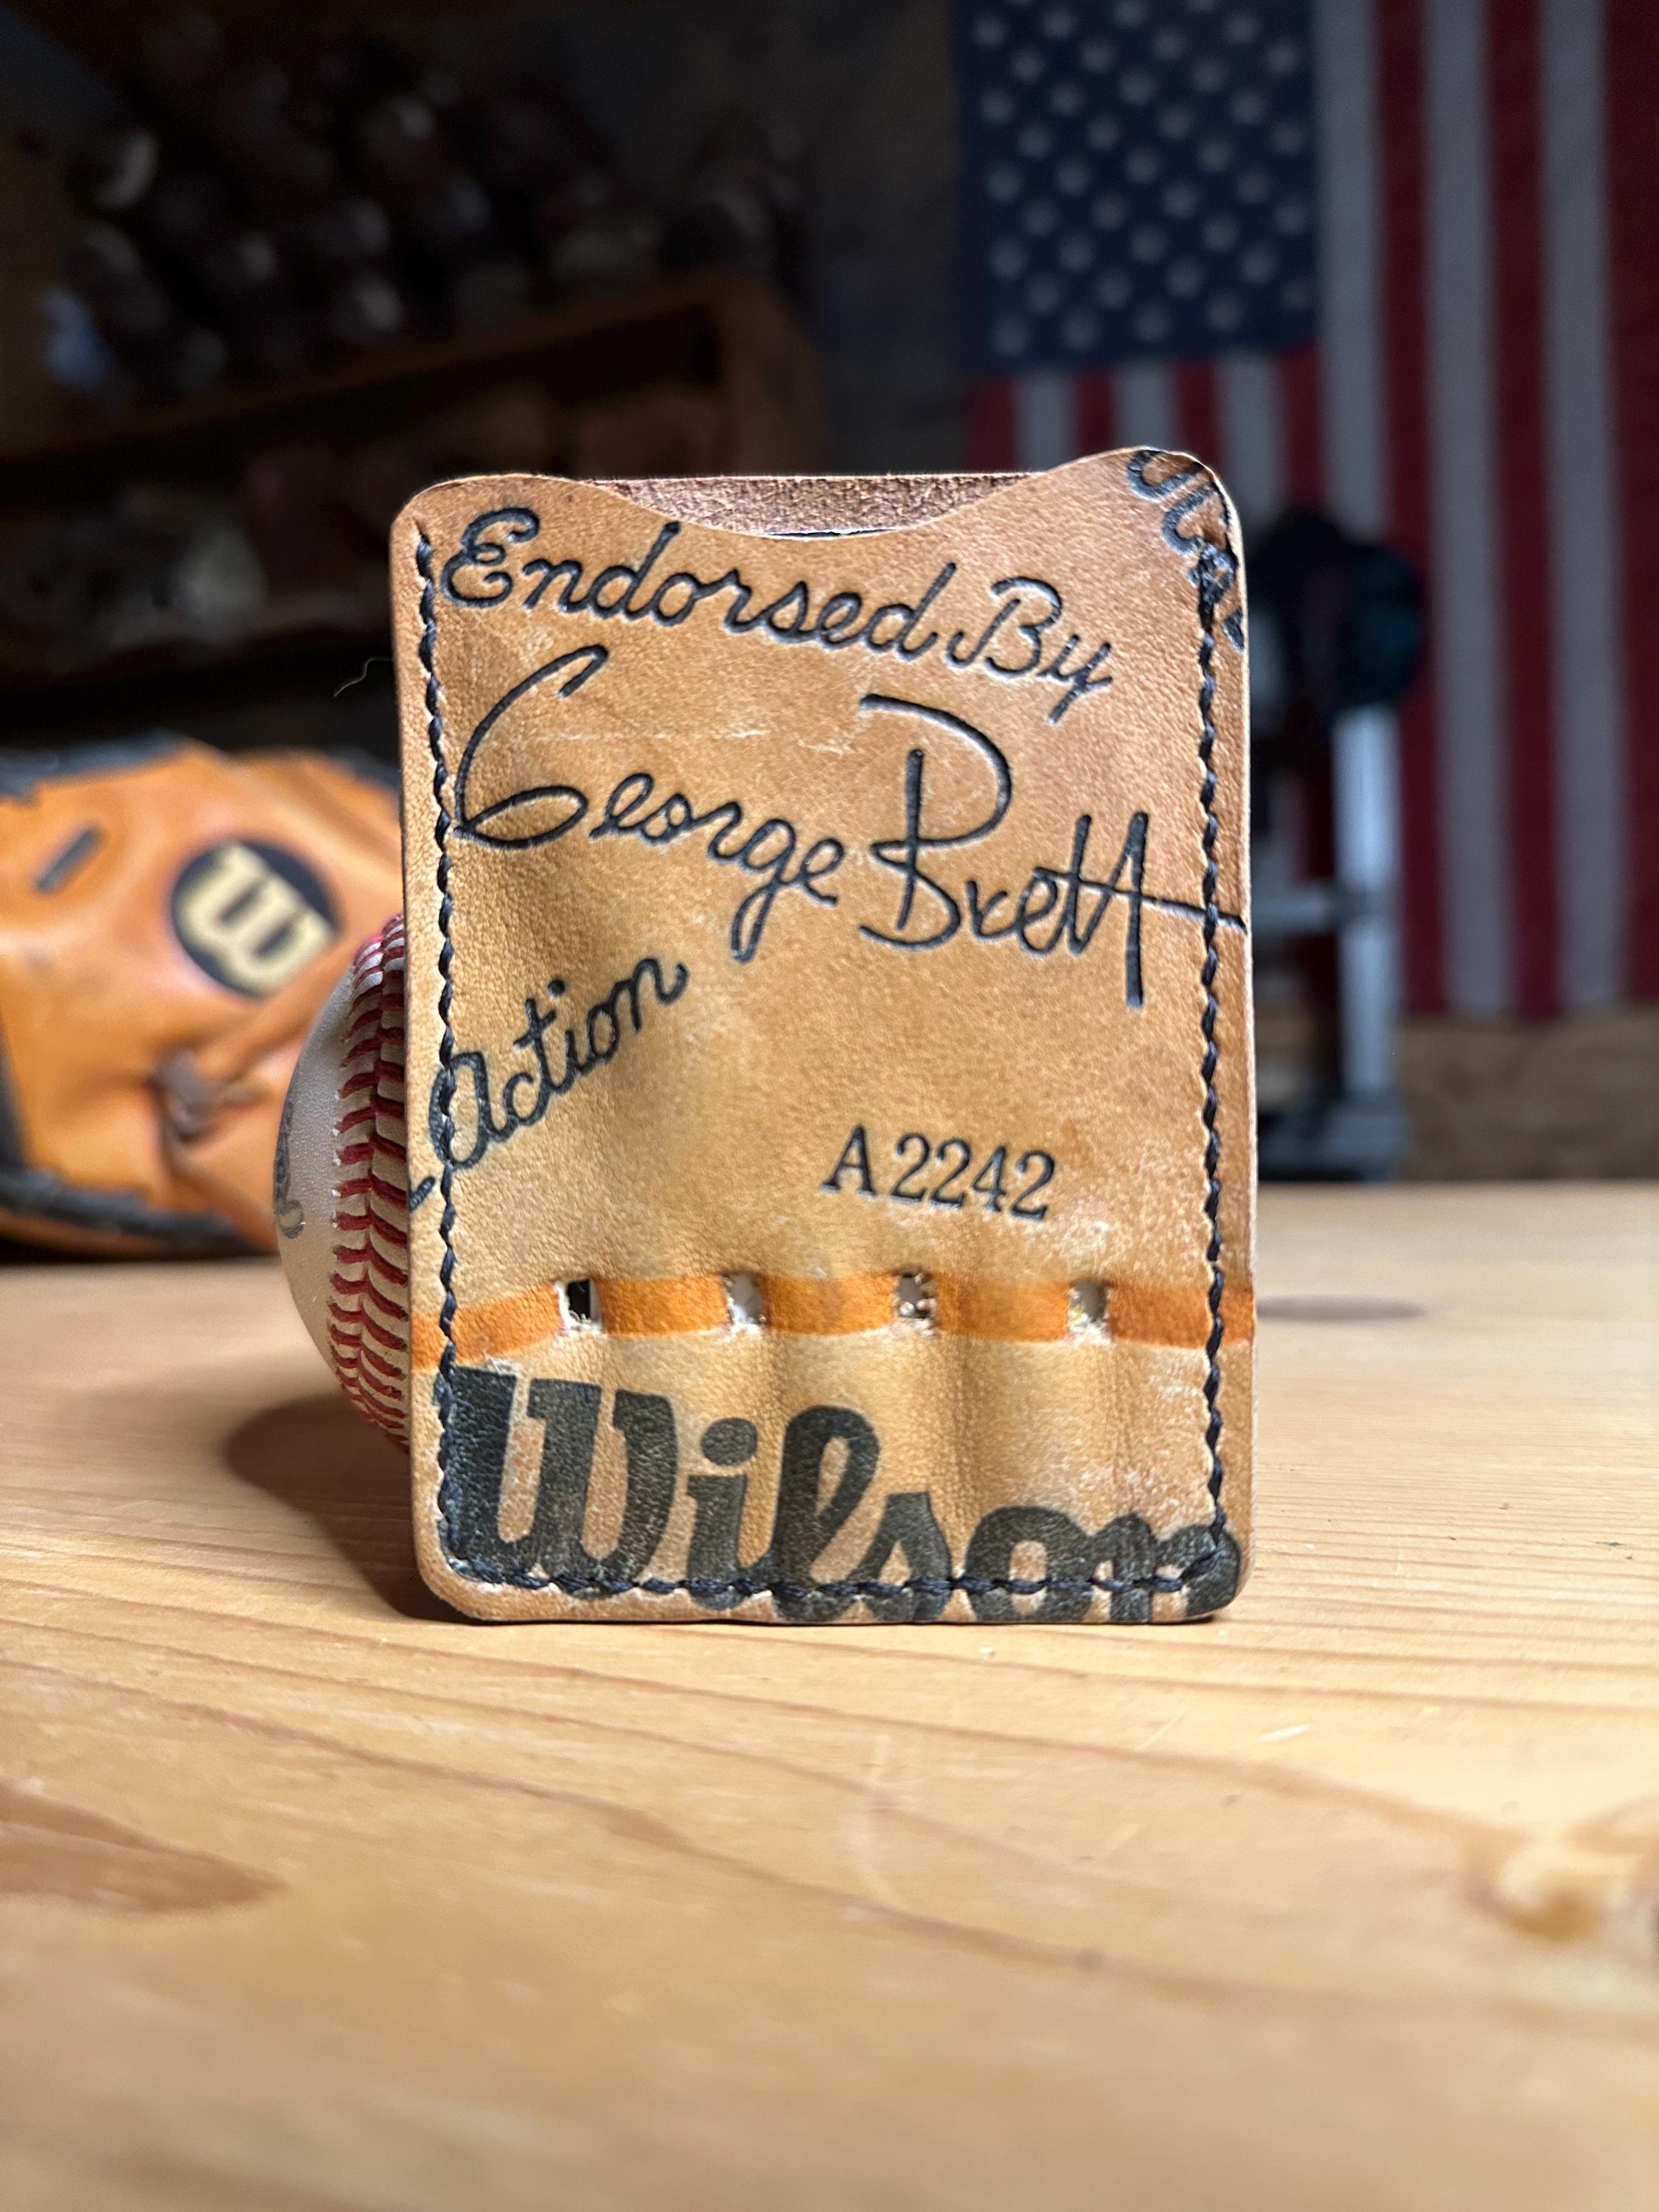 Endorsed By
George Brett
Action
A2242
Wilson
W